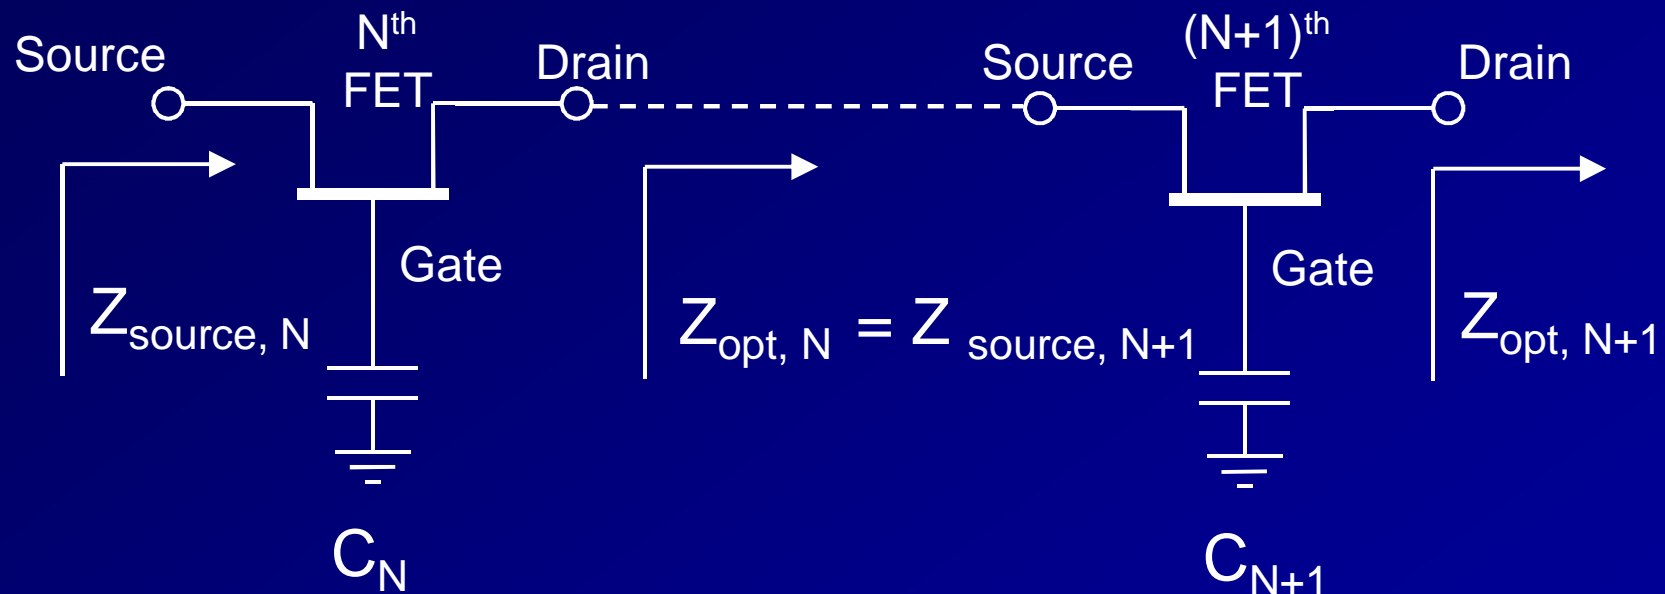 Source
Nth
FET
Drain
Source
(N+1)th
FET
Drain
Gate
Gate
Zsource, N
Zopt, N = Z source, N+1
Zopt, N+1
CN
CN+1